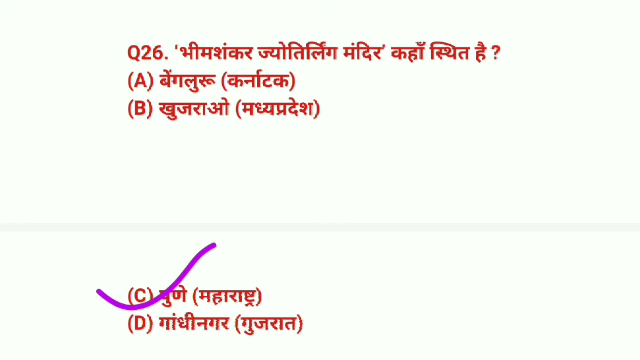 Q26. ‘भीमशंकर ज्योतिर्लिंग मंदिर’ कहाँ स्थित है ?
(A) बेंगलुरू (कर्नाटक)
(B) खुजराओ (मध्यप्रदेश)
(C) पुणे (महाराष्ट्र)
(D) गांधीनगर (गुजरात)